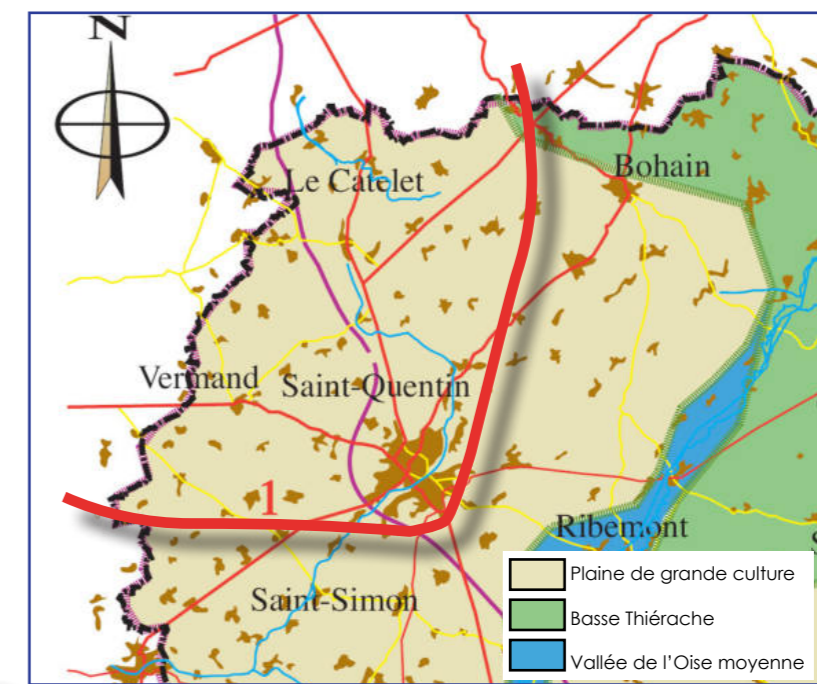 N
Le Catelet
Bohain
Vermand
Saint-Quentin
1
Ribemont
S
Saint-Simon
Plaine de grande culture
Basse Thiérache
Vallée de l'Oise moyenne